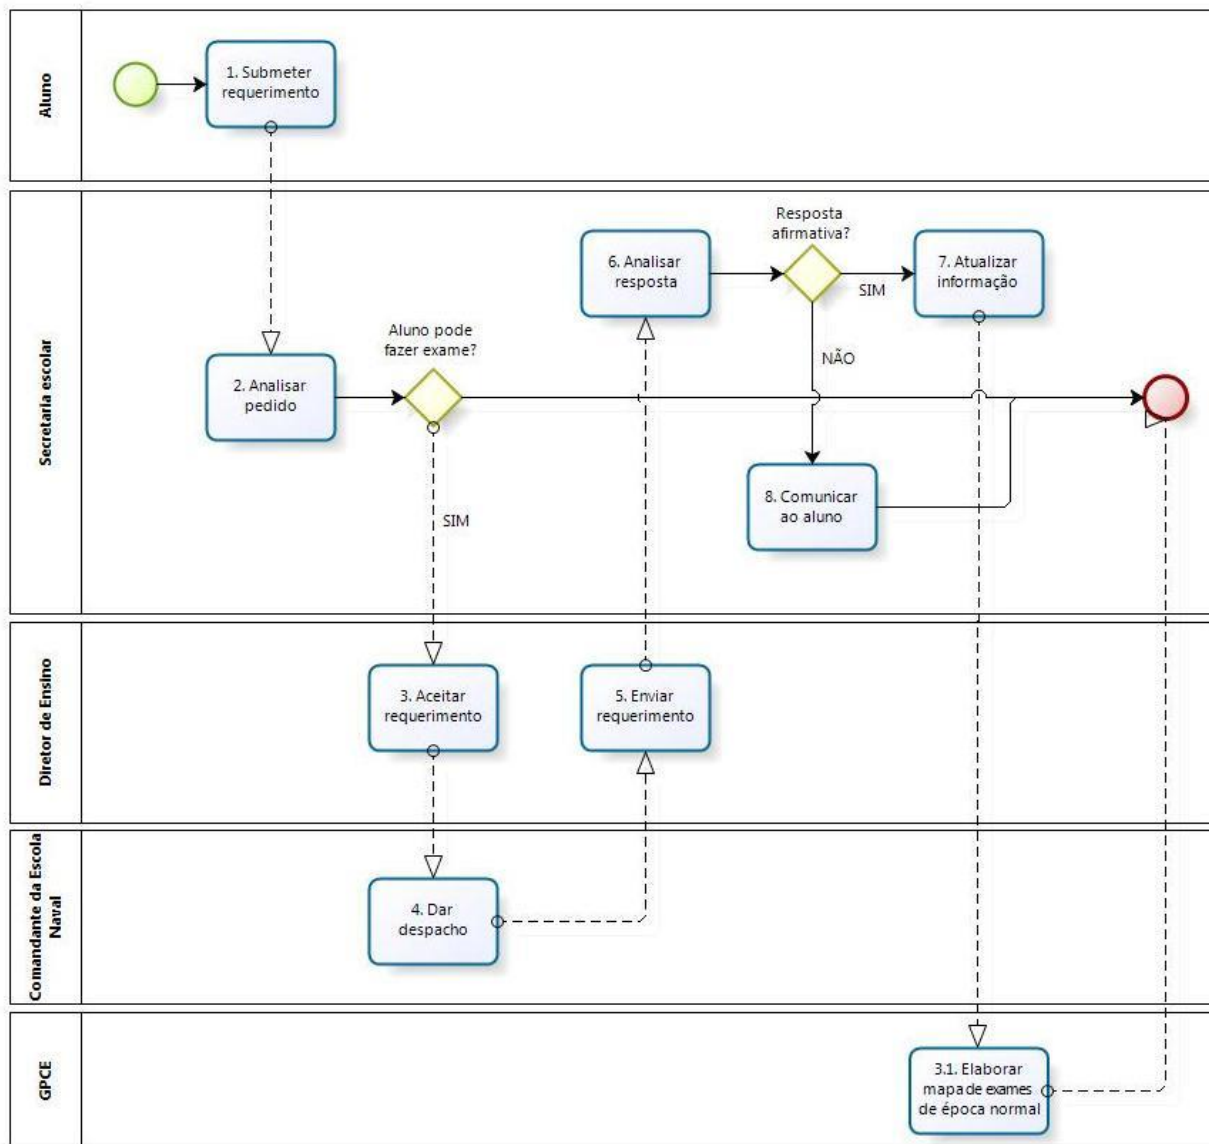 Aluno
1. Submeter
requerimento
Secretaria escolar
2. Analisar
pedido
Aluno pode
fazer exame?
SIM
6. Analisar
resposta
Resposta
afirmativa?
SIM
NÃO
7. Atualizar
informação
8. Comunicar
ao aluno
Diretor de Ensino
3. Aceitar
requerimento
5. Enviar
requerimento
Comandante da Escola
Naval
4. Dar
despacho
GPCE
3.1. Elaborar
mapa de exames
de época normal